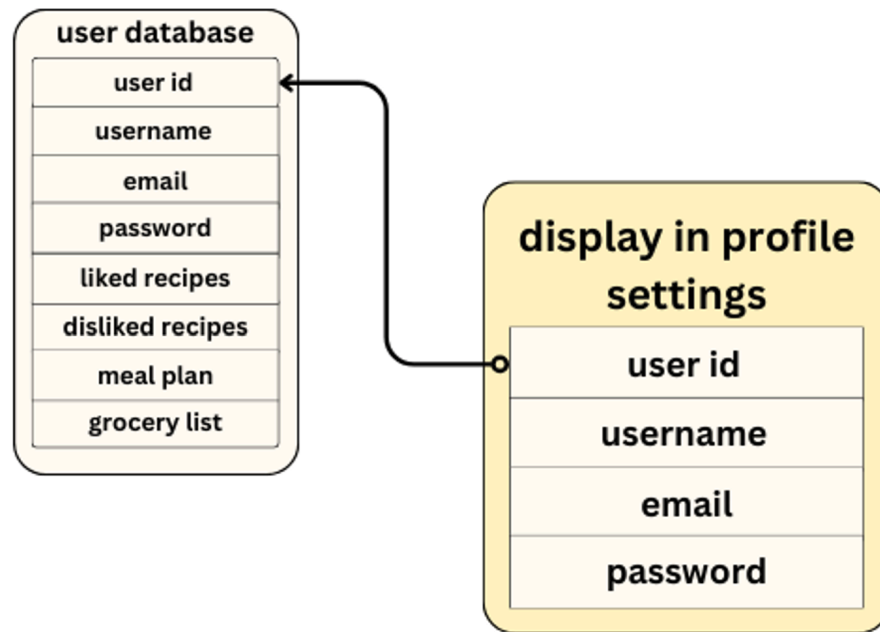 user database
user id
username
email
password
liked recipes
disliked recipes
meal plan
grocery list
display in profile
settings
user id
username
email
password